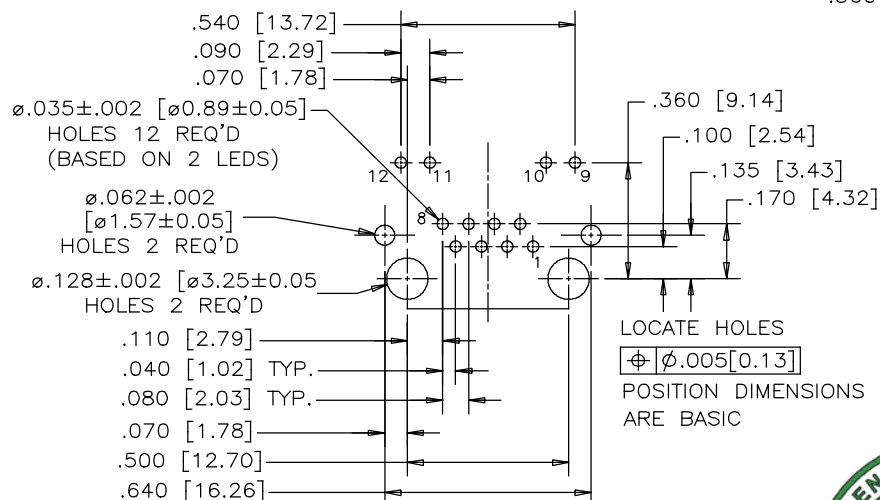 .540 [13.72]
.090 [2.29]
.070 [1.78]
ø.035±.002 [ø0.89±0.05]
HOLES 12 REQ'D
(BASED ON 2 LEDS)
.360 [9.14]
.100 [2.54]
.135 [3.43]
.170 [4.32]
12
11
10
9
ø.062±.002
[ø1.57±0.05]
HOLES 2 REQ'D
8
1
ø.128±.002 [ø3.25±0.05
HOLES 2 REQ'D
.110 [2.79]
.040 [1.02] TYP.
.080 [2.03] TYP.
.070 [1.78]
.500 [12.70]
.640 [16.26]
LOCATE HOLES
⌖ Ø.005[0.13]
POSITION DIMENSIONS
ARE BASIC
EN